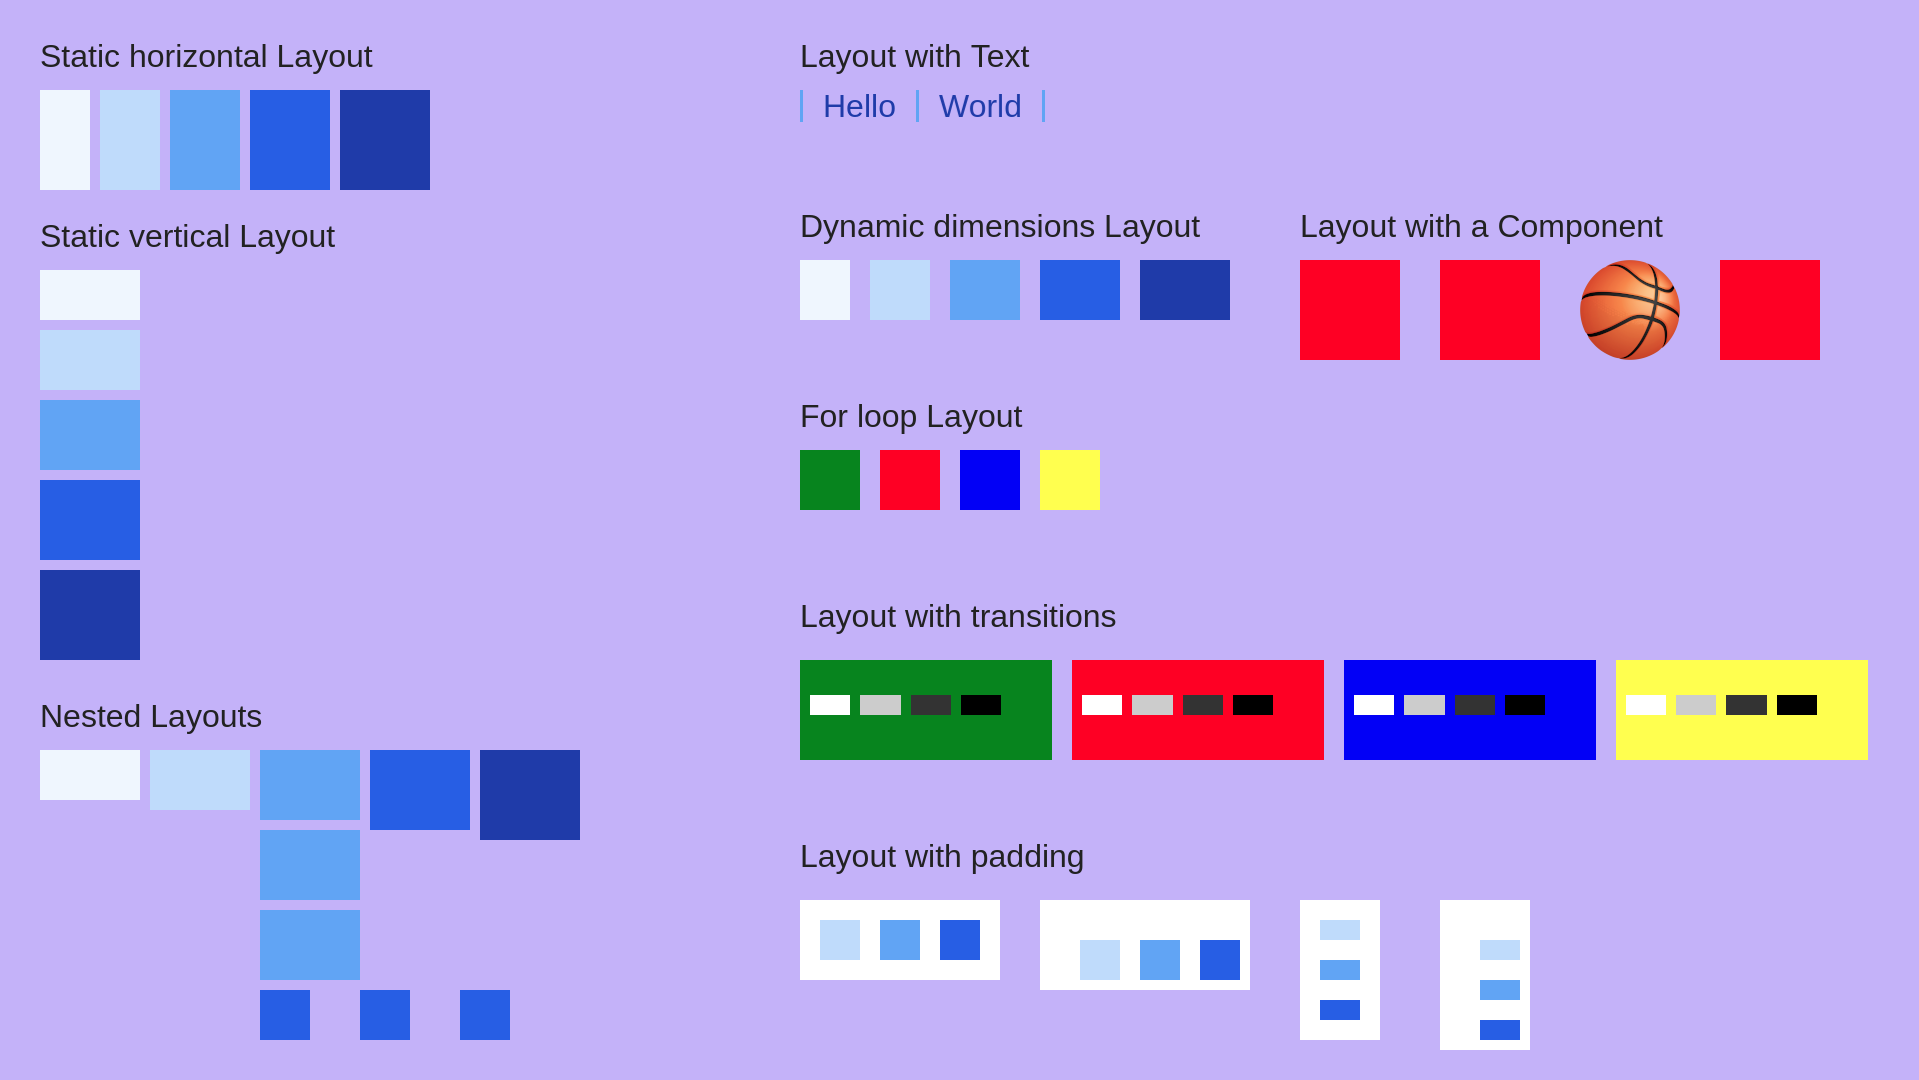 Static horizontal Layout
Static vertical Layout
Nested Layouts
Layout with Text
Hello World
Dynamic dimensions Layout
Layout with a Component
For loop Layout
Layout with transitions
Layout with padding